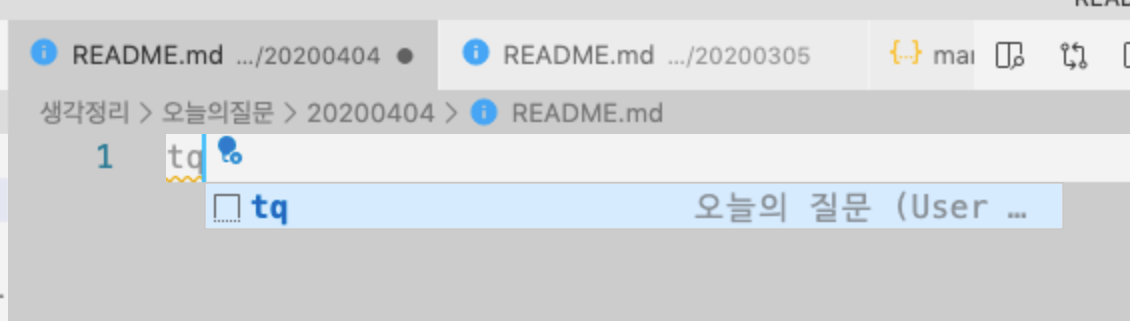 README.md …/20200404 README.md …/20200305
생각정리 > 오늘의질문 > 20200404 > README.md
1 tq
tq 오늘의 질문 (User …